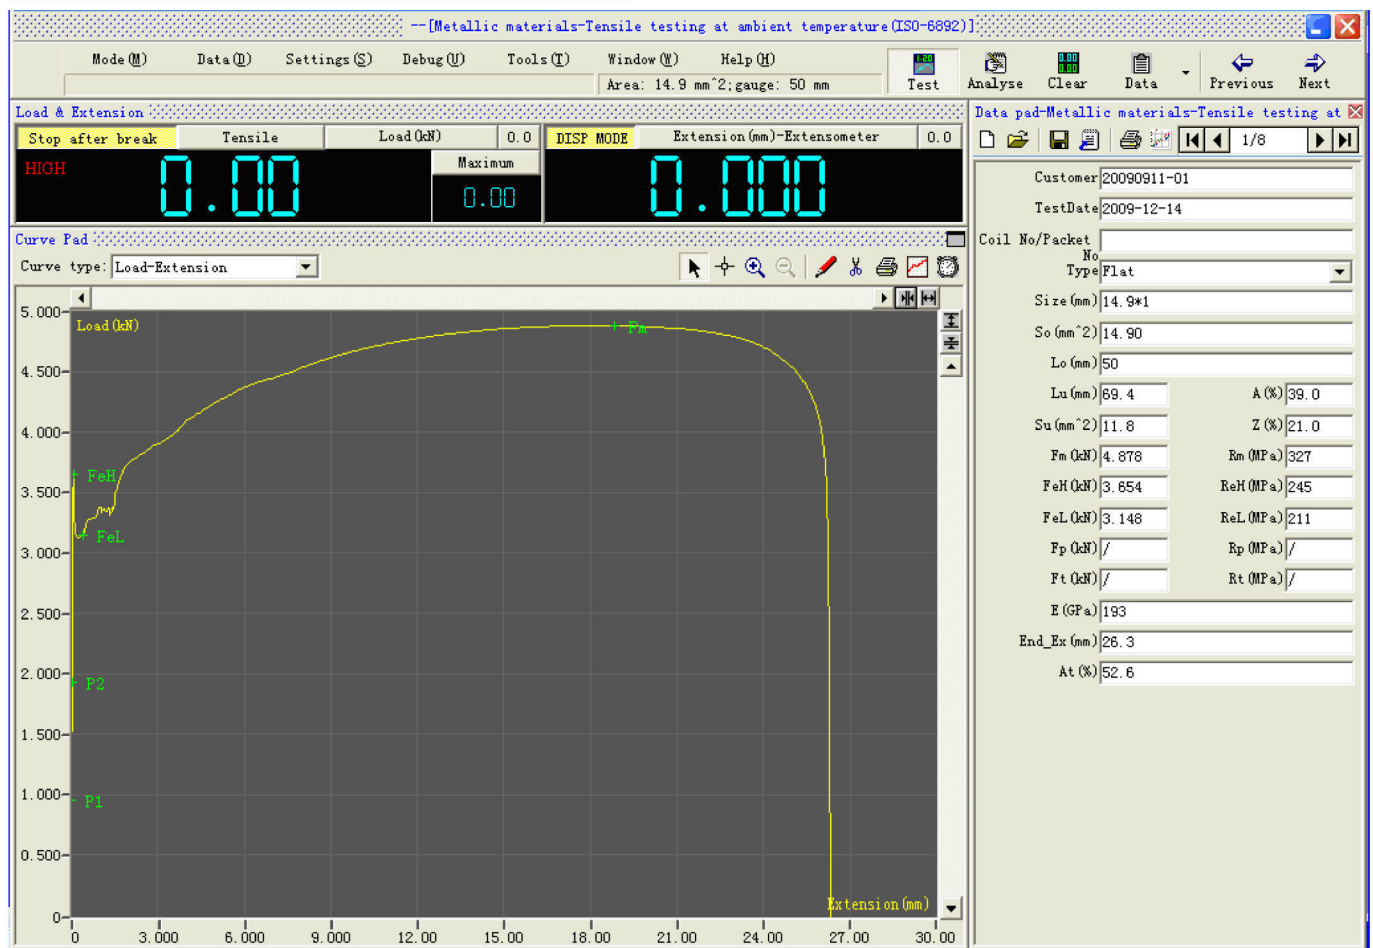 --[Metallic materials-Tensile testing at ambient temperature(ISO-6892)]
Mode(M) Data(D) Settings(S) Debug(U) Tools(T) Window(W) Help(H)
Area: 14.9 mm^2;gauge: 50 mm
Test Analyse Clear Data Previous Next
Load & Extension
Stop after break Tensile Load(kN) 0.0 DISP MODE Extension(mm)-Extensometer 0.0
HIGH 0.00 Maximum 0.00 0.000
Curve Pad
Curve type: Load-Extension
5.000
Load(kN)
Fm
4.500
4.000
FeH
3.500
FeL
3.000
2.500
2.000
P2
1.500
1.000
P1
0.500
Extension(mm)
0
0 3.000 6.000 9.000 12.00 15.00 18.00 21.00 24.00 27.00 30.00
Data pad-Metallic materials-Tensile testing at
1/8
Customer 20090911-01
TestDate 2009-12-14
Coil No/Packet No
Type Flat
Size(mm) 14.9*1
So(mm^2) 14.90
Lo(mm) 50
Lu(mm) 69.4 A(%) 39.0
Su(mm^2) 11.8 Z(%) 21.0
Fm(kN) 4.878 Rm(MPa) 327
FeH(kN) 3.654 ReH(MPa) 245
FeL(kN) 3.148 ReL(MPa) 211
Fp(kN) / Rp(MPa) /
Ft(kN) / Rt(MPa) /
E(GPa) 193
End_Ex(mm) 26.3
At(%) 52.6